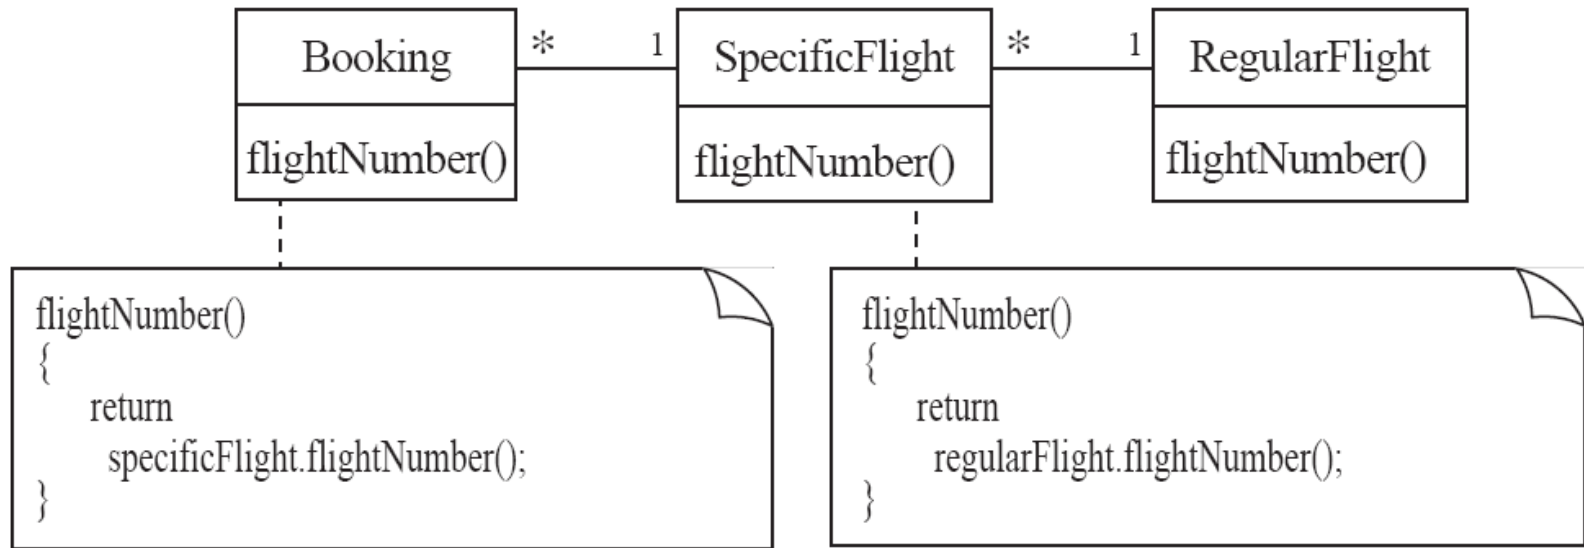 Booking
* 1
SpecificFlight
* 1
RegularFlight
flightNumber()
flightNumber()
flightNumber()
flightNumber()
{
return
specificFlight.flightNumber();
}
flightNumber()
{
return
regularFlight.flightNumber();
}